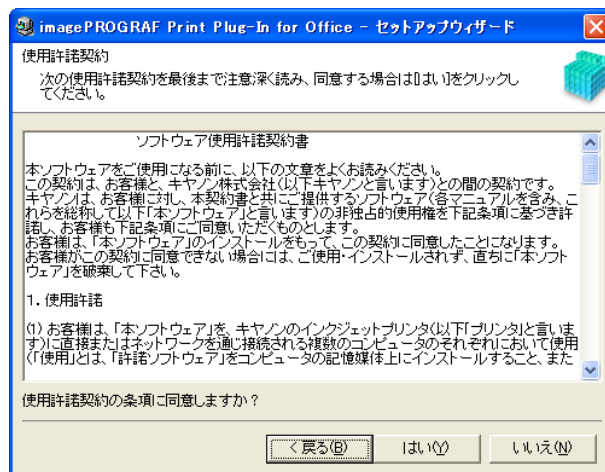 imagePROGRAF Print Plug-In for Office - セットアップウィザード
使用許諾契約
次の使用許諾契約を最後まで注意深く読み、同意する場合は[はい]をクリックし
てください。
ソフトウェア使用許諾契約書
本ソフトウェアをご使用になる前に、以下の文章をよくお読みください。
この契約は、お客様と、キヤノン株式会社(以下キヤノンと言います)との間の契約です。
キヤノンは、お客様に対し、本契約書と共にご提供するソフトウェア(各マニュアルを含み、こ
れらを総称して以下「本ソフトウェア」と言います)の非独占的使用権を下記条項に基づき許
諾し、お客様も下記条項にご同意いただくものとします。
お客様は、「本ソフトウェア」のインストールをもって、この契約に同意したことになります。
お客様がこの契約に同意できない場合には、ご使用・インストールされず、直ちに「本ソフト
ウェア」を破棄して下さい。
1. 使用許諾
(1) お客様は、「本ソフトウェア」を、キヤノンのインクジェットプリンタ(以下「プリンタ」と言いま
す)に直接またはネットワークを通じ接続される複数のコンピュータのそれぞれにおいて使用
(「使用」とは、「許諾ソフトウェア」をコンピュータの記憶媒体上にインストールすること、また
使用許諾契約の条項に同意しますか?
< 戻る(B)
はい(Y)
いいえ(N)